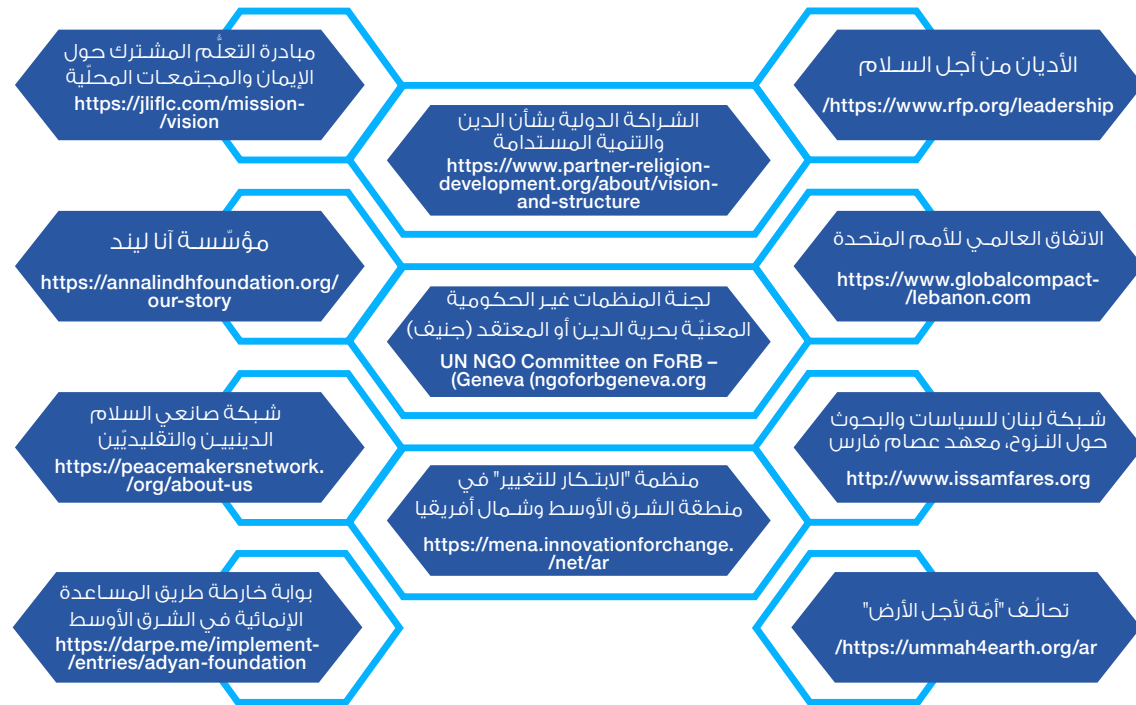 الأديان من أجل السلام
https://www.rfp.org/leadership/
الاتفاق العالمي للأمم المتحدة
https://www.globalcompact-
lebanon.com/
شبكة لبنان للسياسات والبحوث
حول النزوح، معهد عصام فارس
http://www.issamfares.org
تحالُف "أمّة لأجل الأرض"
https://ummah4earth.org/ar/
الشراكة الدولية بشأن الدين
والتنمية المستدامة
https://www.partner-religion-
development.org/about/vision-
and-structure
لجنة المنظمات غير الحكومية
المعنيّة بحرية الدين أو المعتقد (جنيف)
UN NGO Committee on FoRB –
Geneva (ngoforbgeneva.org)
منظمة "الابتكار للتغيير" في
منطقة الشرق الأوسط وشمال أفريقيا
https://mena.innovationforchange.
net/ar/
مبادرة التعلُّم المشترك حول
الإيمان والمجتمعات المحلّية
https://jliflc.com/mission-
vision/
مؤسّسة آنا ليند
https://annalindhfoundation.org/
our-story
شبكة صانعي السلام
الدينيين والتقليديّين
https://peacemakersnetwork.
org/about-us/
بوابة خارطة طريق المساعدة
الإنمائية في الشرق الأوسط
https://darpe.me/implement-
entries/adyan-foundation/